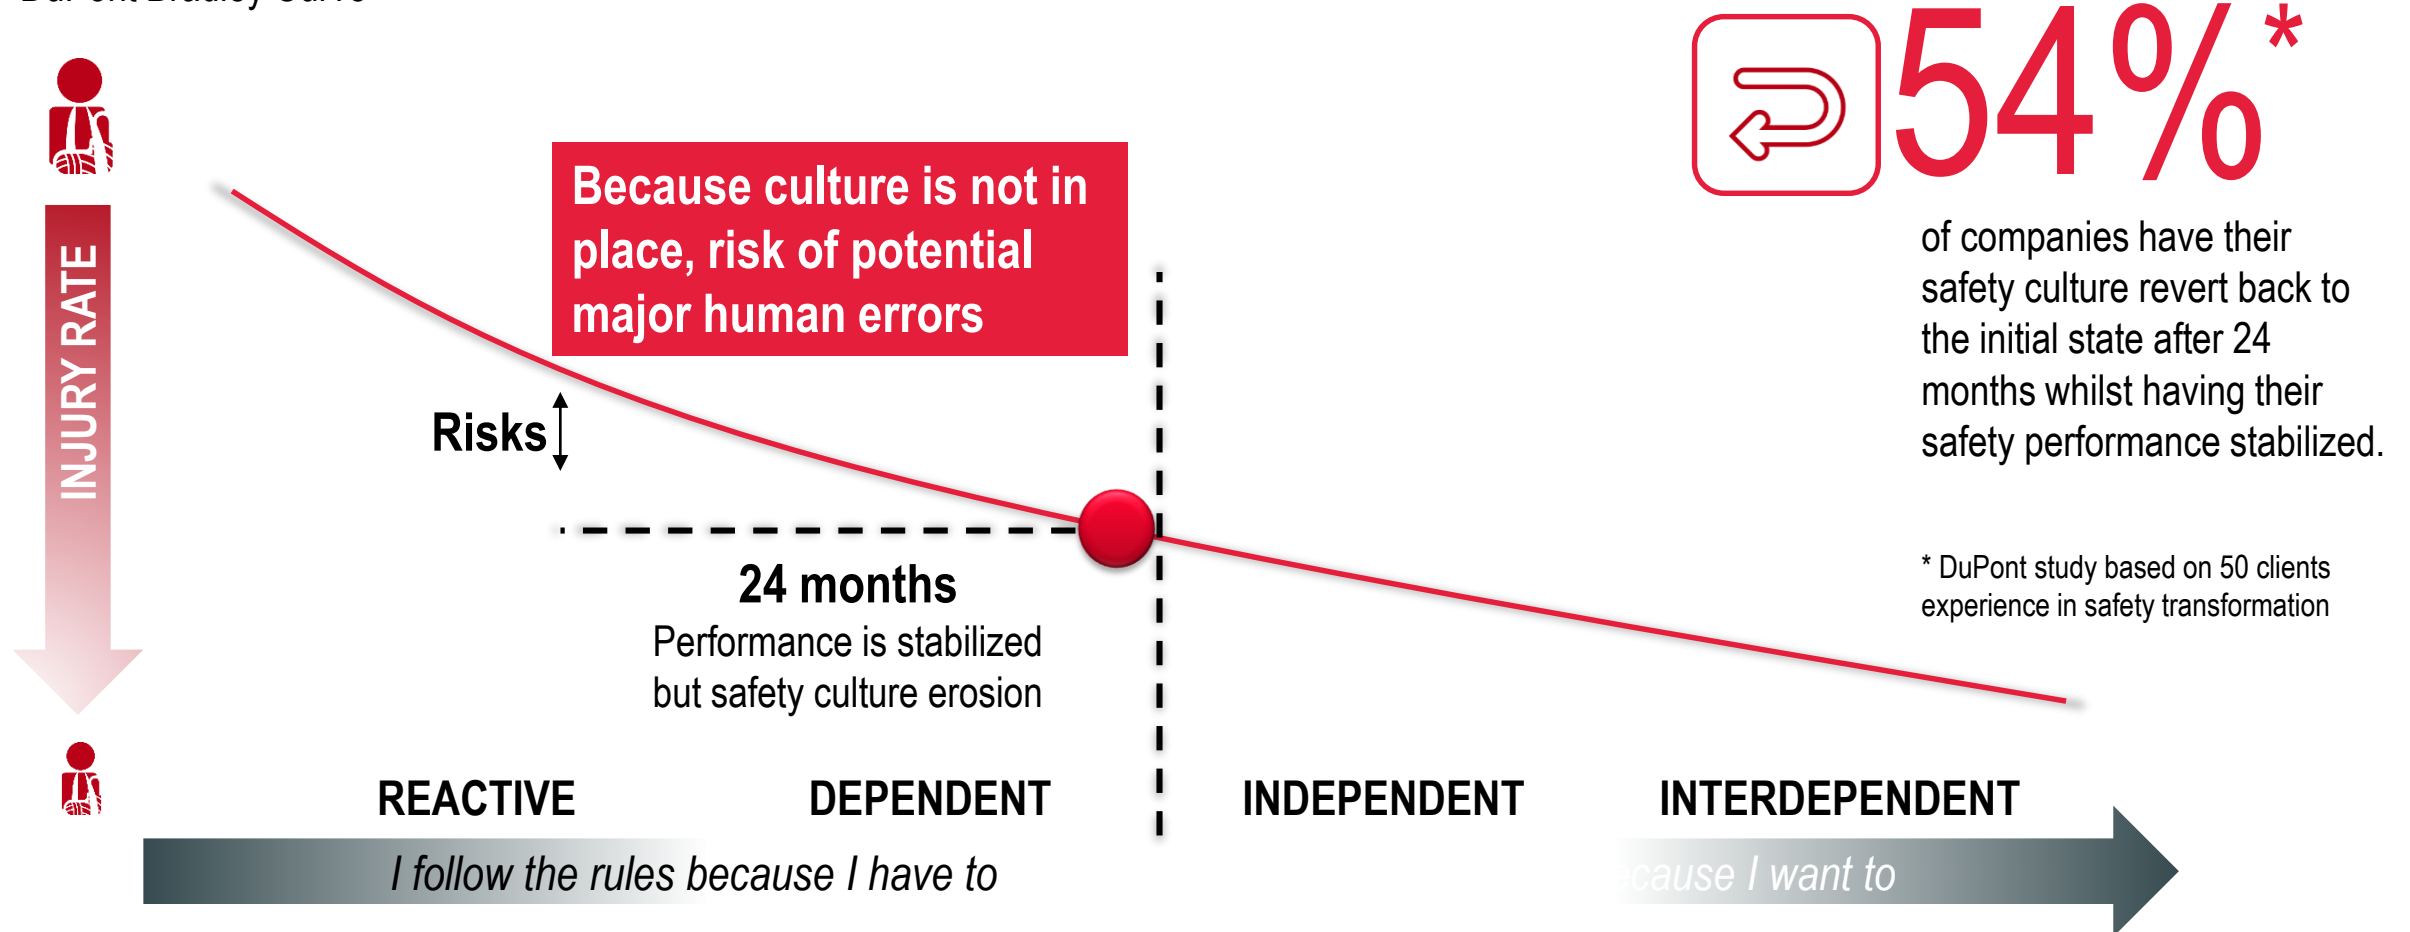 54%*
Because culture is not in
place, risk of potential
major human errors
of companies have their
safety culture revert back to
the initial state after 24
months whilst having their
safety performance stabilized.
INJURY RATE
Risks
24 months
Performance is stabilized
but safety culture erosion
* DuPont study based on 50 clients
experience in safety transformation
REACTIVE DEPENDENT INDEPENDENT INTERDEPENDENT
I follow the rules because I have to
I want to